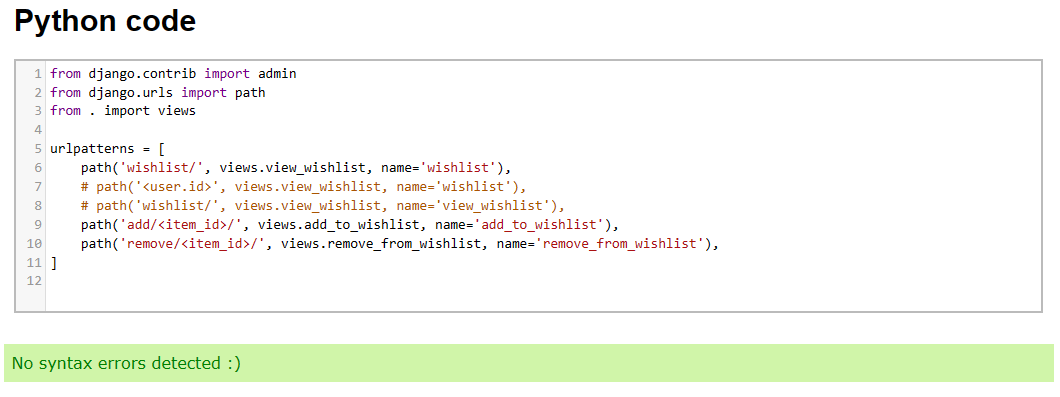 Python code
1 from django.contrib import admin
2 from django.urls import path
3 from . import views
4
5 urlpatterns = [
6     path('wishlist/', views.view_wishlist, name='wishlist'),
7     # path('<user.id>', views.view_wishlist, name='wishlist'),
8     # path('wishlist/', views.view_wishlist, name='view_wishlist'),
9     path('add/<item_id>/', views.add_to_wishlist, name='add_to_wishlist'),
10     path('remove/<item_id>/', views.remove_from_wishlist, name='remove_from_wishlist'),
11 ]
12
No syntax errors detected :)